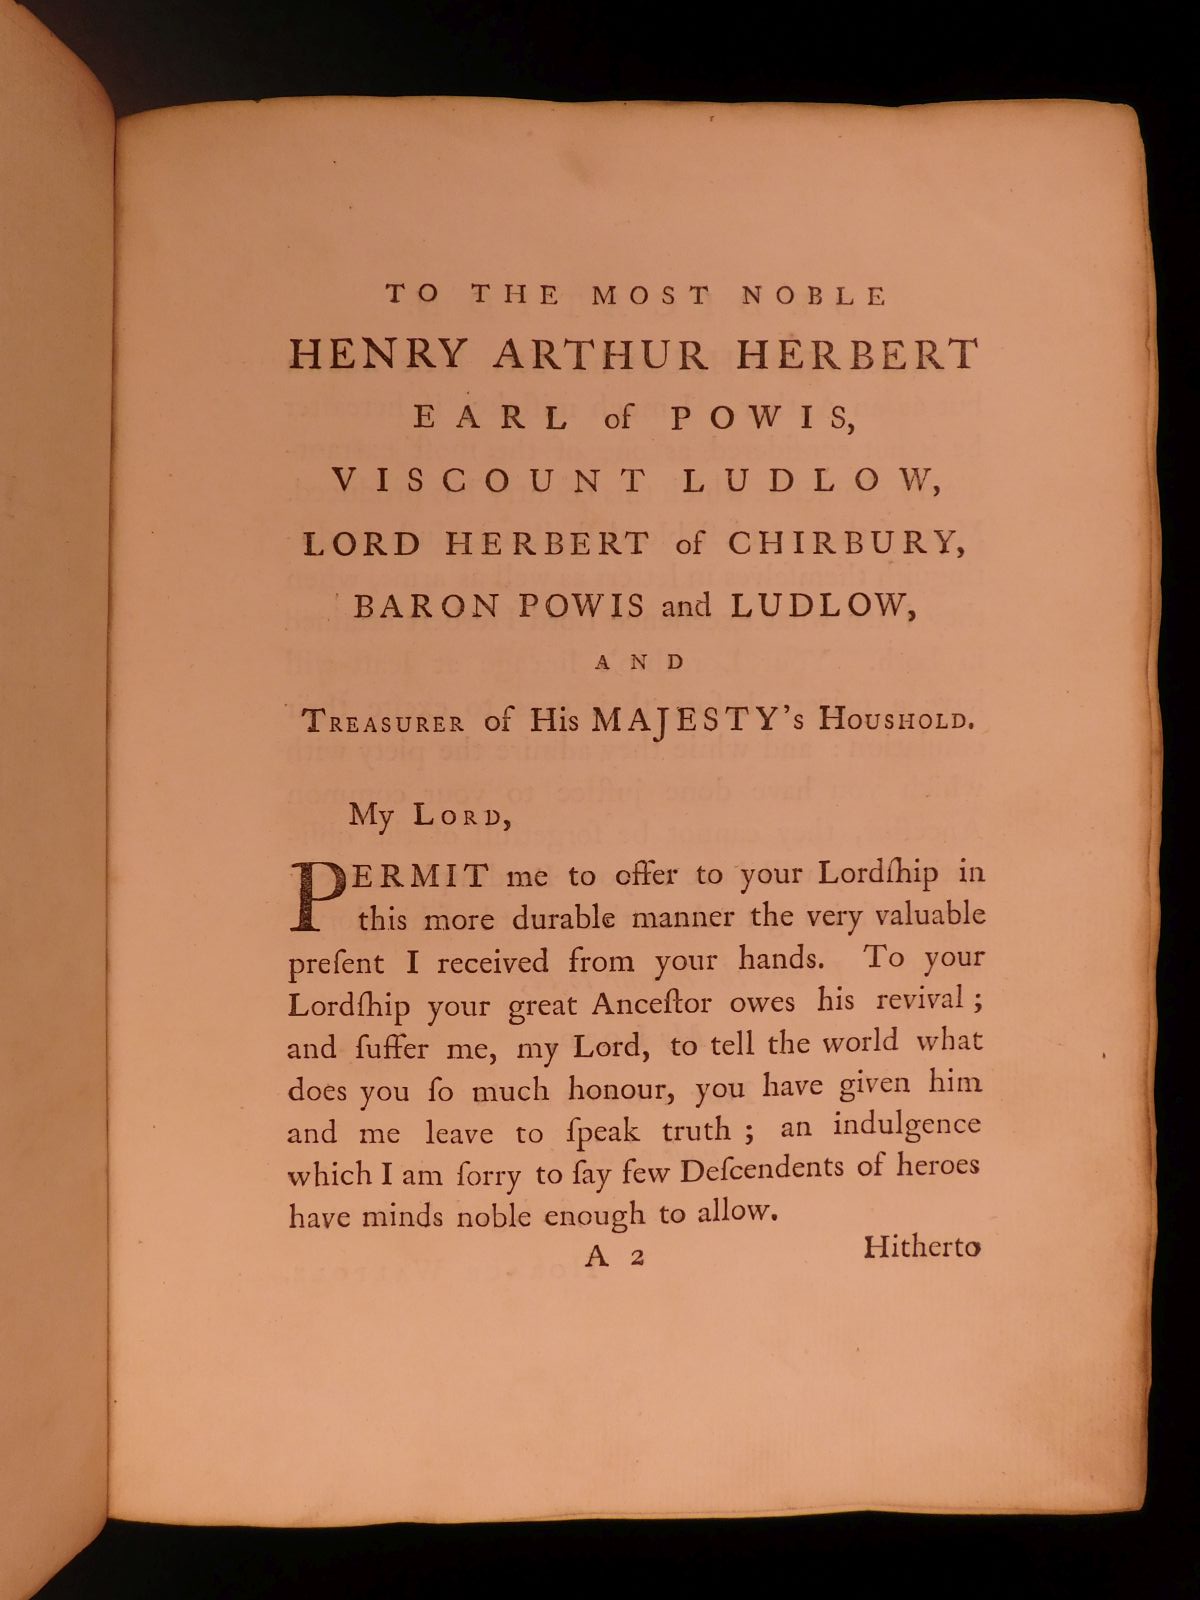 TO THE MOST NOBLE
HENRY ARTHUR HERBERT
EARL of POWIS,
VISCOUNT LUDLOW,
LORD HERBERT of CHIRBURY,
BARON POWIS and LUDLOW,
AND
TREASURER of His MAJESTY's HOUSHOLD.
My LORD,
PERMIT me to offer to your Lordſhip in
this more durable manner the very valuable
preſent I received from your hands. To your
Lordſhip your great Anceſtor owes his revival ;
and ſuffer me, my Lord, to tell the world what
does you ſo much honour, you have given him
and me leave to ſpeak truth ; an indulgence
which I am ſorry to ſay few Deſcendents of heroes
have minds noble enough to allow.
A 2 Hitherto